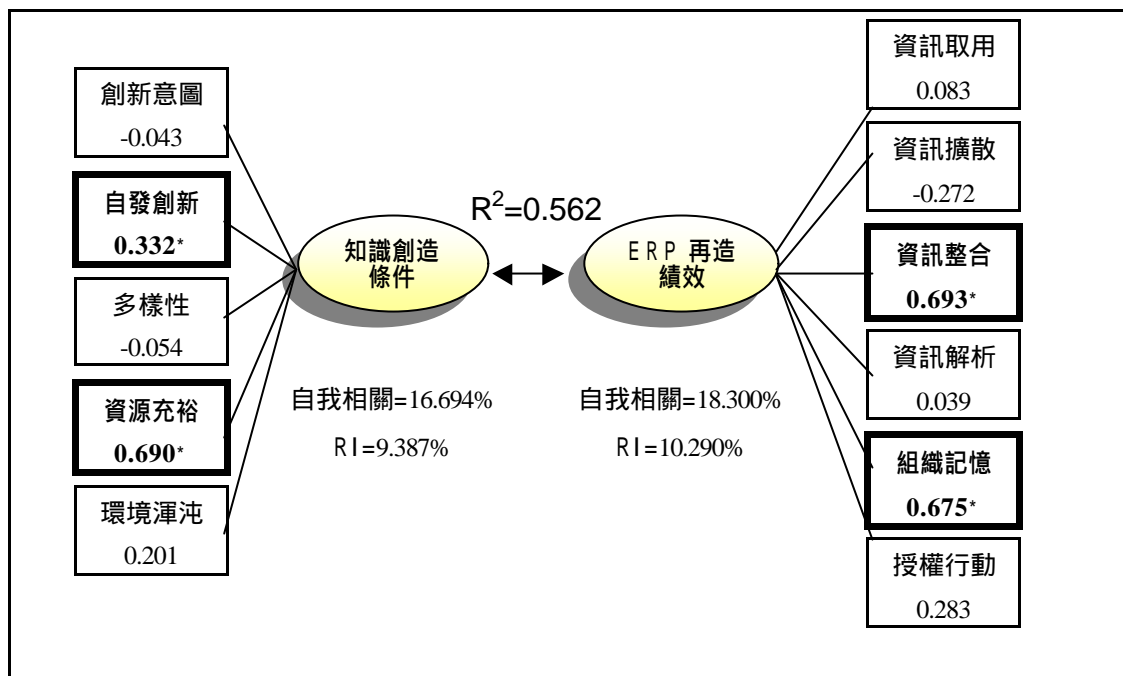 創新意圖
-0.043
自發創新
0.332*
多樣性
-0.054
資源充裕
0.690*
環境渾沌
0.201
R²=0.562
知識創造
條件
ERP 再造
績效
自我相關=16.694%
RI=9.387%
自我相關=18.300%
RI=10.290%
資訊取用
0.083
資訊擴散
-0.272
資訊整合
0.693*
資訊解析
0.039
組織記憶
0.675*
授權行動
0.283